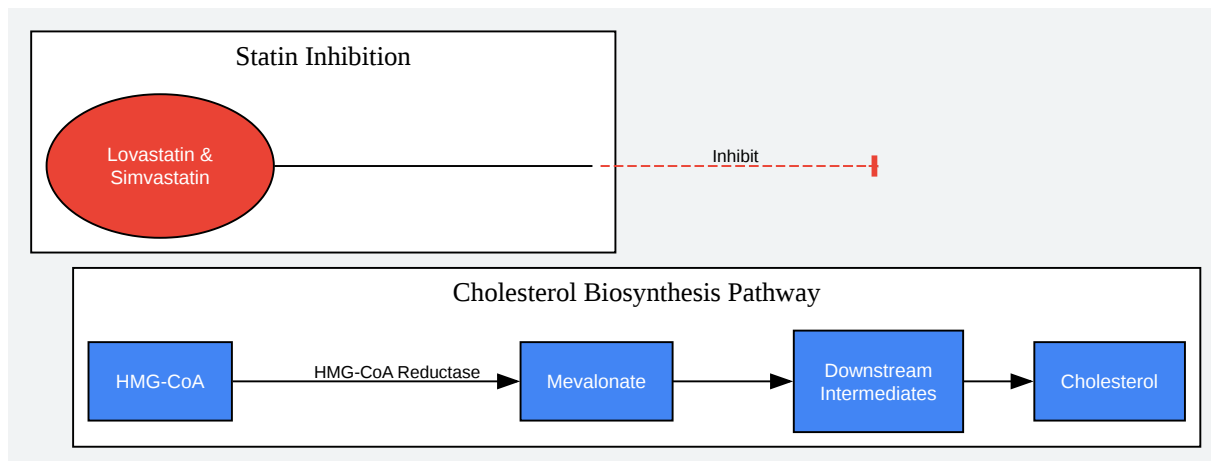 Statin Inhibition
Lovastatin &
Simvastatin
Inhibit
Cholesterol Biosynthesis Pathway
HMG-CoA
HMG-CoA Reductase
Mevalonate
Downstream
Intermediates
Cholesterol